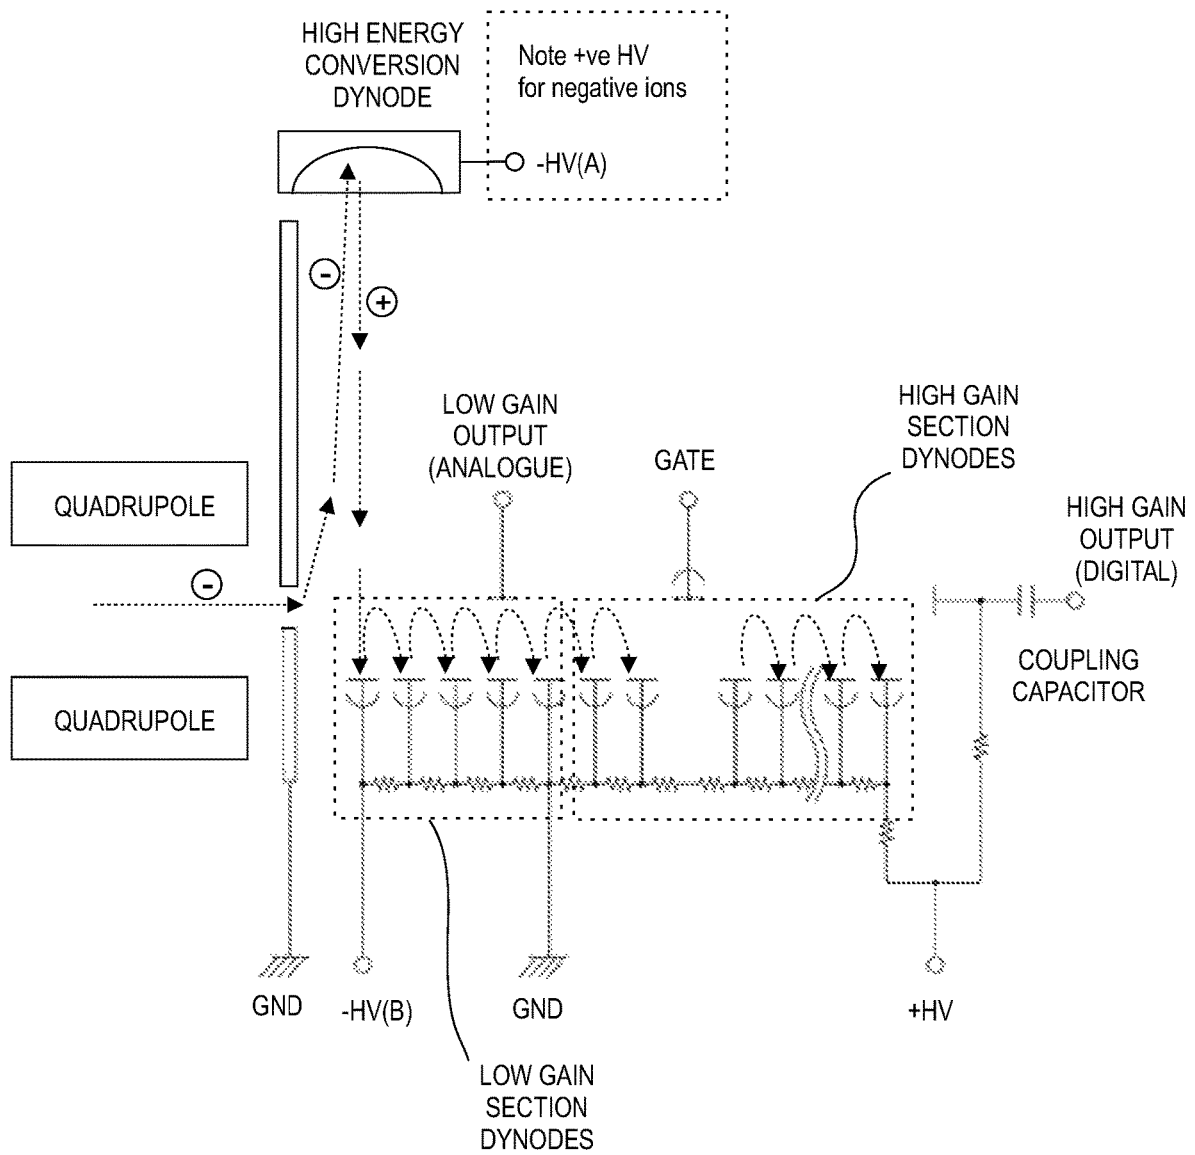 HIGH ENERGY
CONVERSION
DYNODE
Note +ve HV
for negative ions
-HV(A)
-
+
LOW GAIN
OUTPUT
(ANALOGUE)
GATE
HIGH GAIN
SECTION
DYNODES
HIGH GAIN
OUTPUT
(DIGITAL)
QUADRUPOLE
-
COUPLING
CAPACITOR
QUADRUPOLE
GND
-HV(B)
GND
+HV
LOW GAIN
SECTION
DYNODES